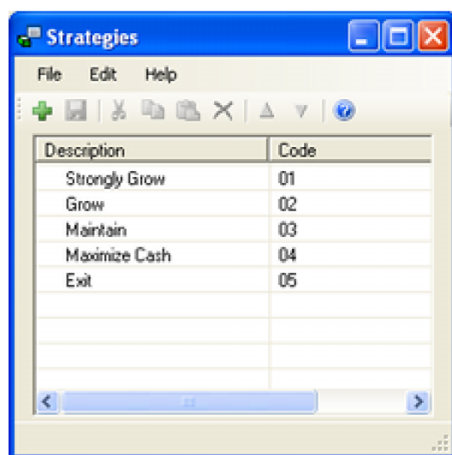 Strategies
File Edit Help
Description Code
Strongly Grow 01
Grow 02
Maintain 03
Maximize Cash 04
Exit 05